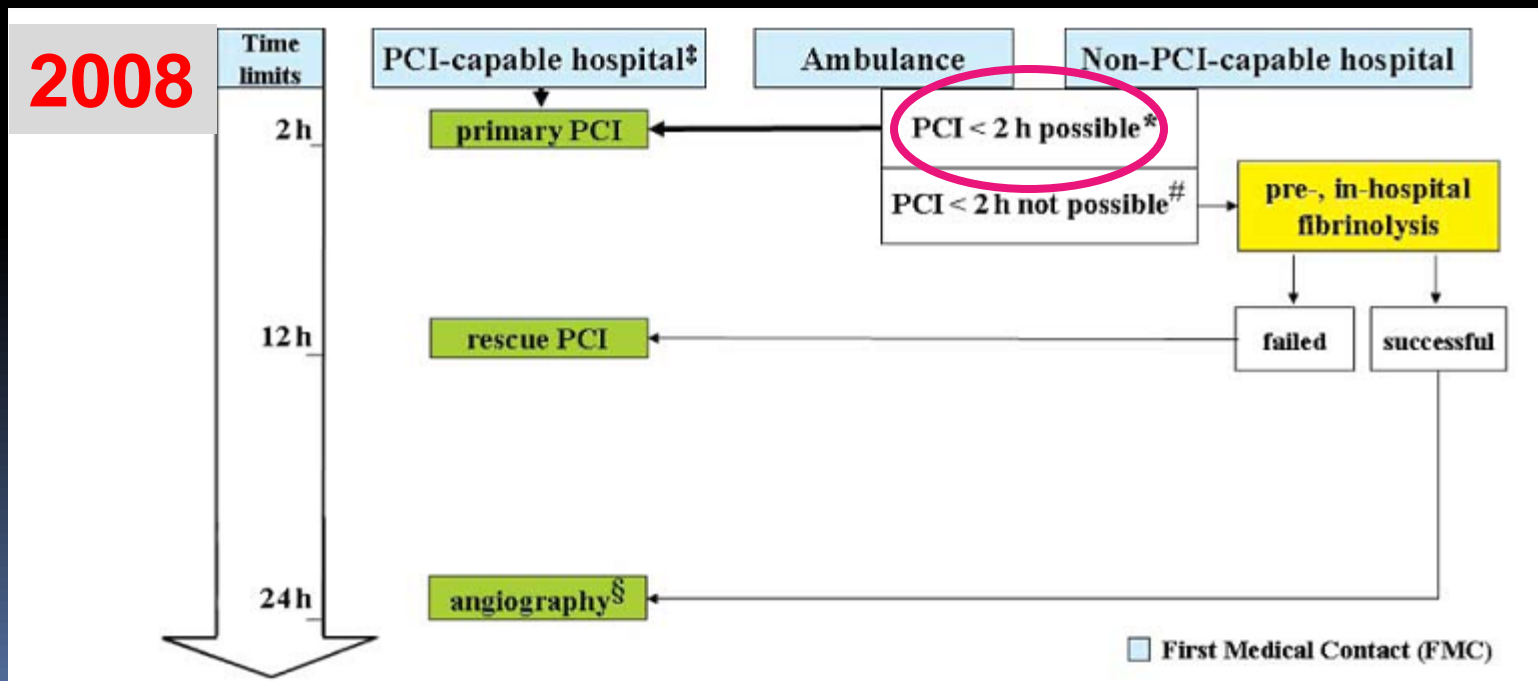 2008
Time
limits
PCI-capable hospital‡
Ambulance
Non-PCI-capable hospital
2 h
primary PCI
PCI < 2 h possible*
PCI < 2 h not possible#
pre-, in-hospital
fibrinolysis
12 h
rescue PCI
failed
successful
24 h
angiography§
First Medical Contact (FMC)